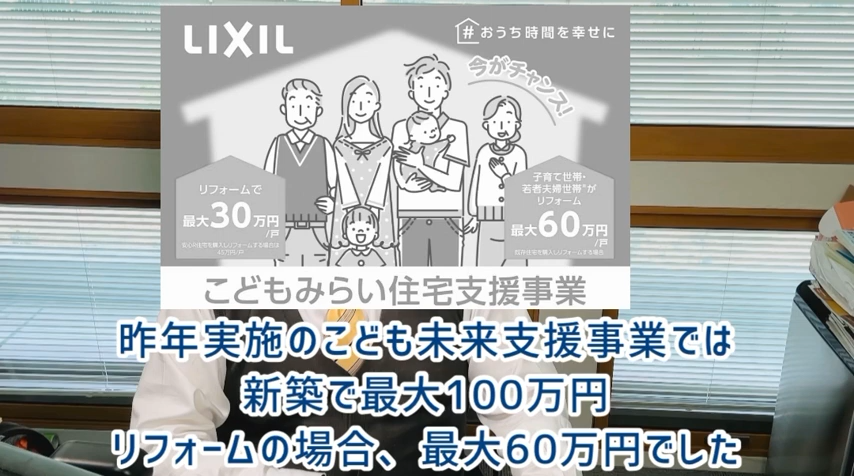 LIXIL
#おうち時間を幸せに
今がチャンス!
リフォームで
最大30万円
/戸
子育て世帯・
若者夫婦世帯*が
リフォーム
最大60万円
/戸
こどもみらい住宅支援事業
昨年実施のこども未来支援事業では
新築で最大100万円
リフォームの場合、最大60万円でした